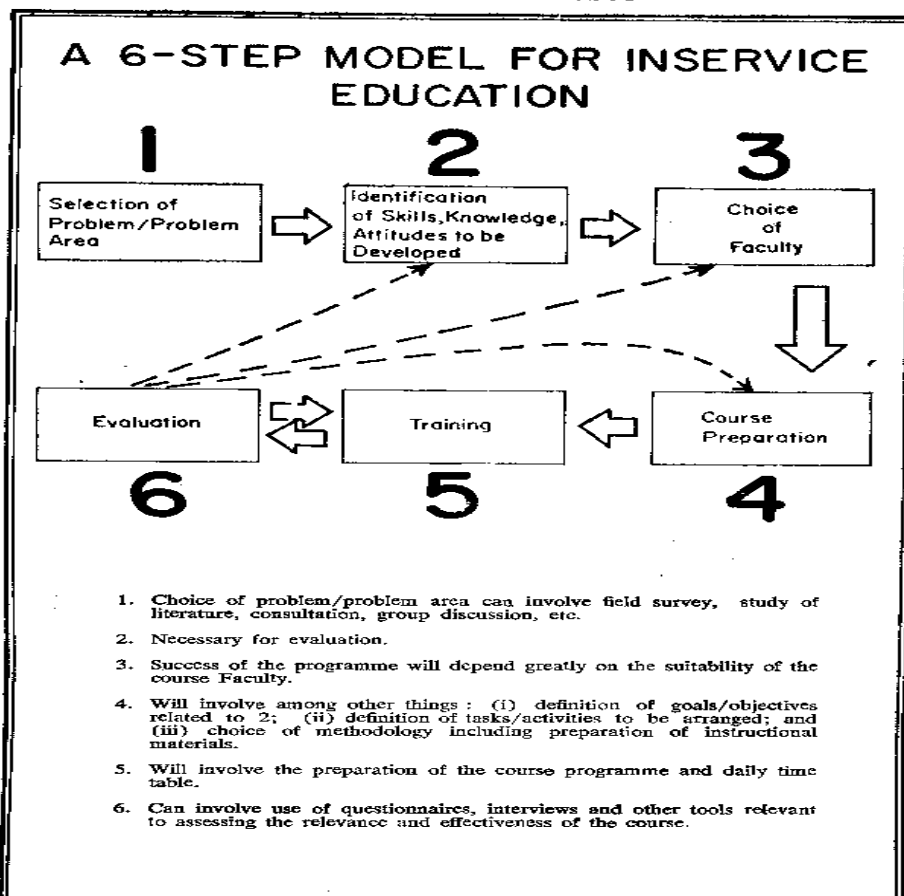 A 6-STEP MODEL FOR INSERVICE
EDUCATION
1
2
3
Selection of
Problem/Problem
Area
Identification
of Skills, Knowledge,
Attitudes to be
Developed
Choice
of
Faculty
Evaluation
Training
Course
Preparation
6
5
4
1. Choice of problem/problem area can involve field survey, study of
literature, consultation, group discussion, etc.
2. Necessary for evaluation.
3. Success of the programme will depend greatly on the suitability of the
course Faculty.
4. Will involve among other things : (i) definition of goals/objectives
related to 2; (ii) definition of tasks/activities to be arranged; and
(iii) choice of methodology including preparation of instructional
materials.
5. Will involve the preparation of the course programme and daily time
table.
6. Can involve use of questionnaires, interviews and other tools relevant
to assessing the relevance and effectiveness of the course.